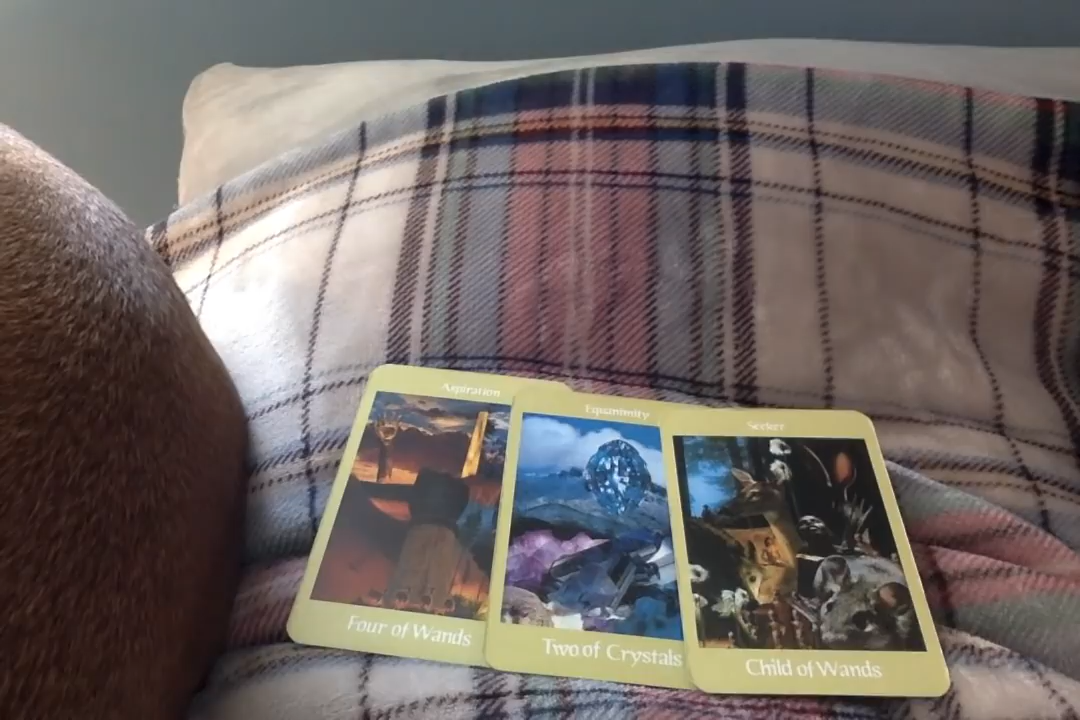 Aspiration
Four of Wands
Equanimity
Two of Crystals
Seeker
Child of Wands